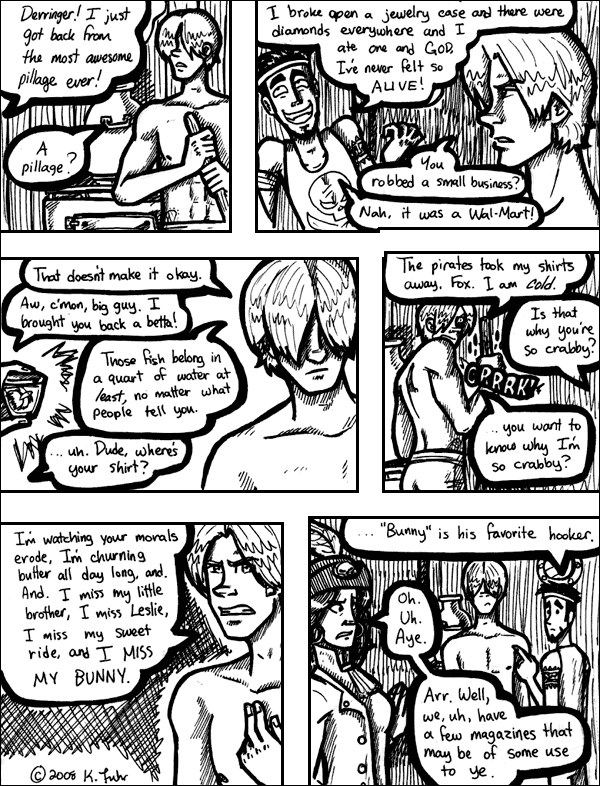 Derringer! I just
got back from
the most awesome
pillage ever!
A
pillage?
I broke open a jewelry case and there were
diamonds everywhere and I
ate one and GOD.
I've never felt so
ALIVE!
You
robbed a small business?
Nah, it was a Wal-Mart!
That doesn't make it okay.
Aw, c'mon, big guy. I
brought you back a betta!
Those fish belong in
a quart of water at
least, no matter what
people tell you.
... uh. Dude, where's
your shirt?
The pirates took my shirts
away, Fox. I am cold.
Is that
why you're
so crabby?
CRRRK
.. you want to
know why I'm
so crabby?
I'm watching your morals
erode, I'm churning
butter all day long, and.
And. I miss my little
brother, I miss Leslie,
I miss my sweet
ride, and I MISS
MY BUNNY.
© 2008 K. Fuhr
... "Bunny" is his favorite hooker.
Oh.
Uh.
Aye.
Arr. Well,
we, uh, have
a few magazines that
may be of some use
to ye.